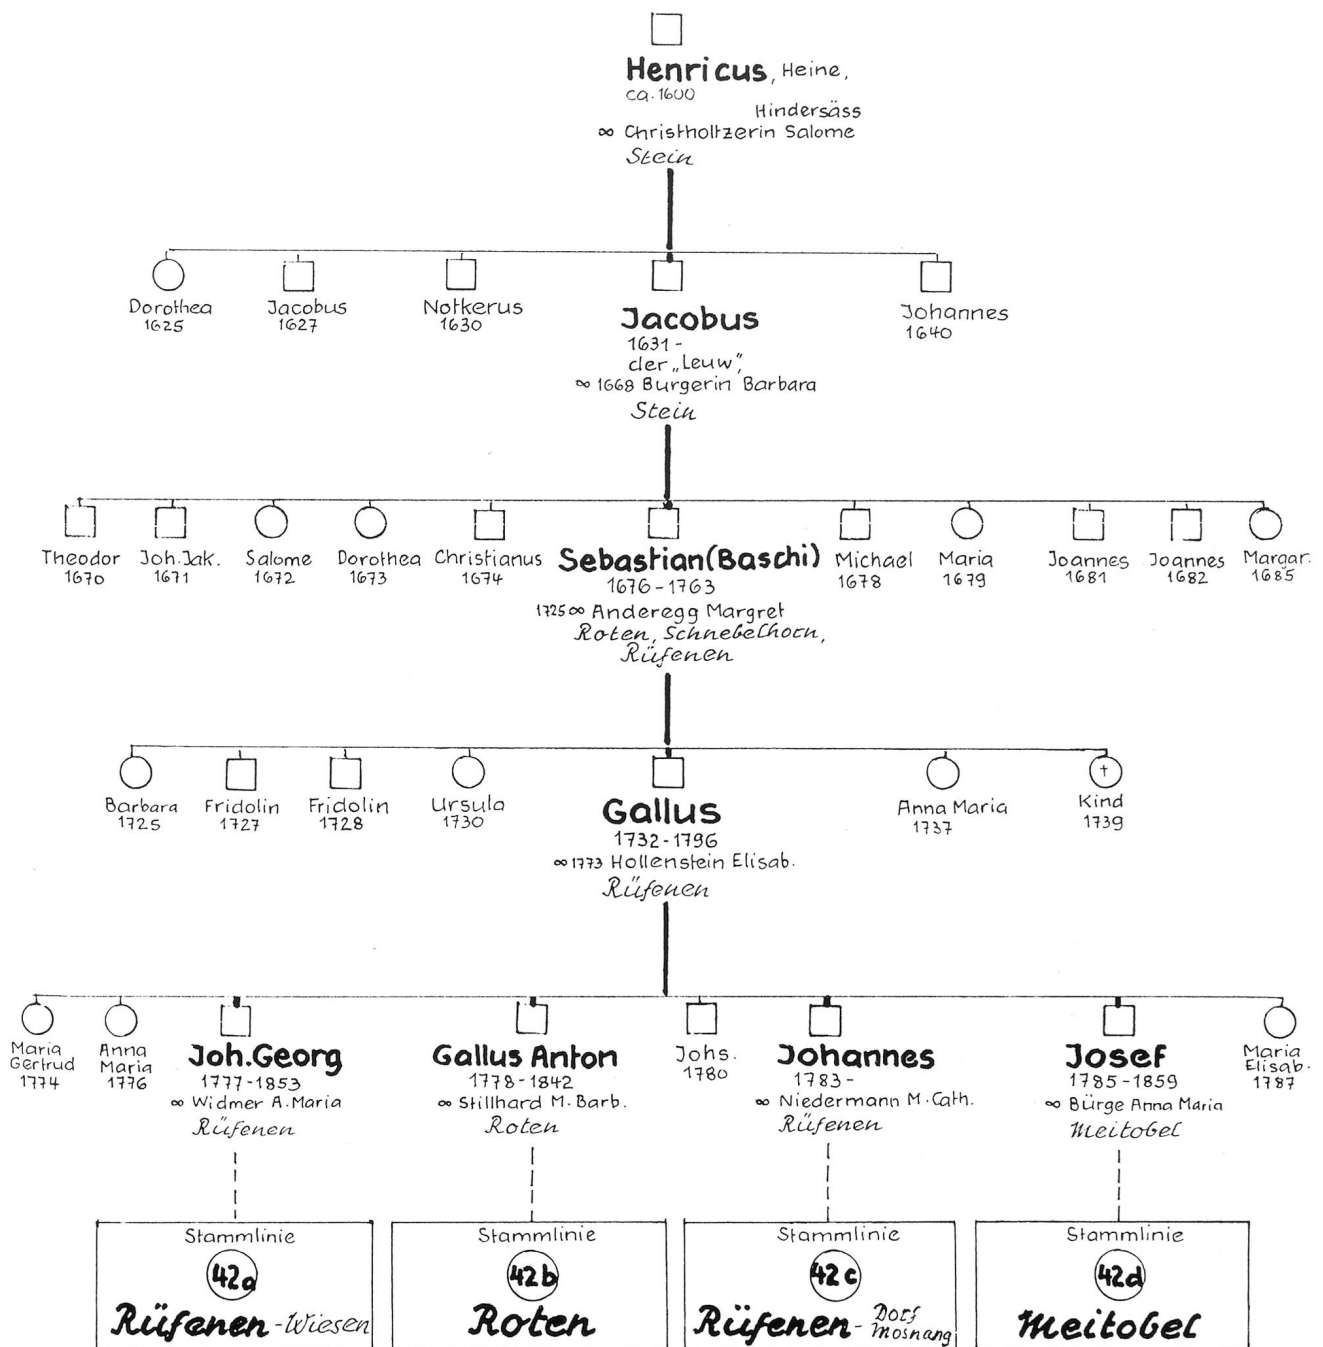 Henricus, Heine,
ca. 1600
Hindersäss
∞ Christholtzerin Salome
Stein
Dorothea
1625
Jacobus
1627
Notkerus
1630
Jacobus
1631 -
der „Leuw“,
∞ 1668 Burgerin Barbara
Stein
Johannes
1640
Theodor
1670
Joh. Jak.
1671
Salome
1672
Dorothea
1673
Christianus
1674
Sebastian (Baschi)
1676 - 1763
1725 ∞ Anderegg Margret
Roten, Schnebelhorn,
Rüfenen
Michael
1678
Maria
1679
Joannes
1681
Joannes
1682
Margar.
1685
Barbara
1725
Fridolin
1727
Fridolin
1728
Ursula
1730
Gallus
1732 - 1796
∞ 1773 Hollenstein Elisab.
Rüfenen
Anna Maria
1737
†
Kind
1739
Maria
Gertrud
1774
Anna
Maria
1776
Joh. Georg
1777-1853
∞ Widmer A. Maria
Rüfenen
Gallus Anton
1778-1842
∞ Stillhard M. Barb.
Roten
Johs.
1780
Johannes
1783 -
∞ Niedermann M. Cath.
Rüfenen
Josef
1785 - 1859
∞ Bürge Anna Maria
Meitobel
Maria
Elisab.
1787
Stammlinie
42a
Rüfenen - Wiesen
Stammlinie
42b
Roten
Stammlinie
42c
Rüfenen - Dorf
Mosnang
Stammlinie
42d
Meitobel